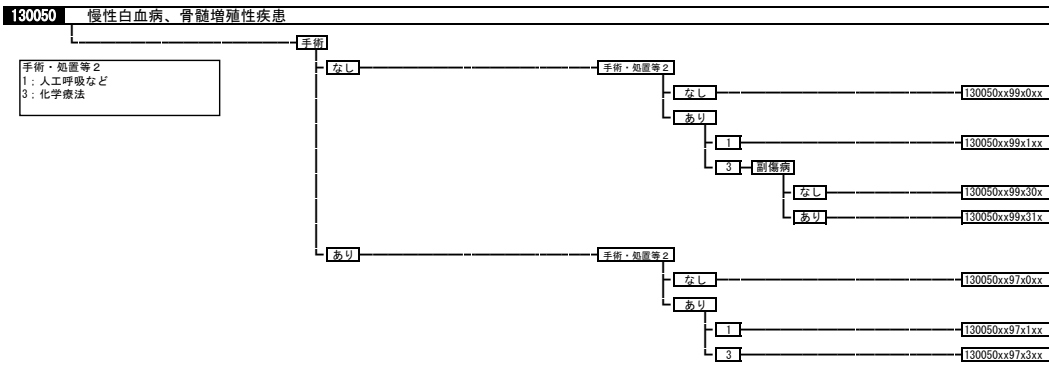 130050 慢性白血病、骨髄増殖性疾患
手術
手術・処置等２
1：人工呼吸など
3：化学療法
なし 手術・処置等２
なし 130050xx99x0xx
あり
1 130050xx99x1xx
3 副傷病
なし 130050xx99x30x
あり 130050xx99x31x
あり 手術・処置等２
なし 130050xx97x0xx
あり
1 130050xx97x1xx
3 130050xx97x3xx